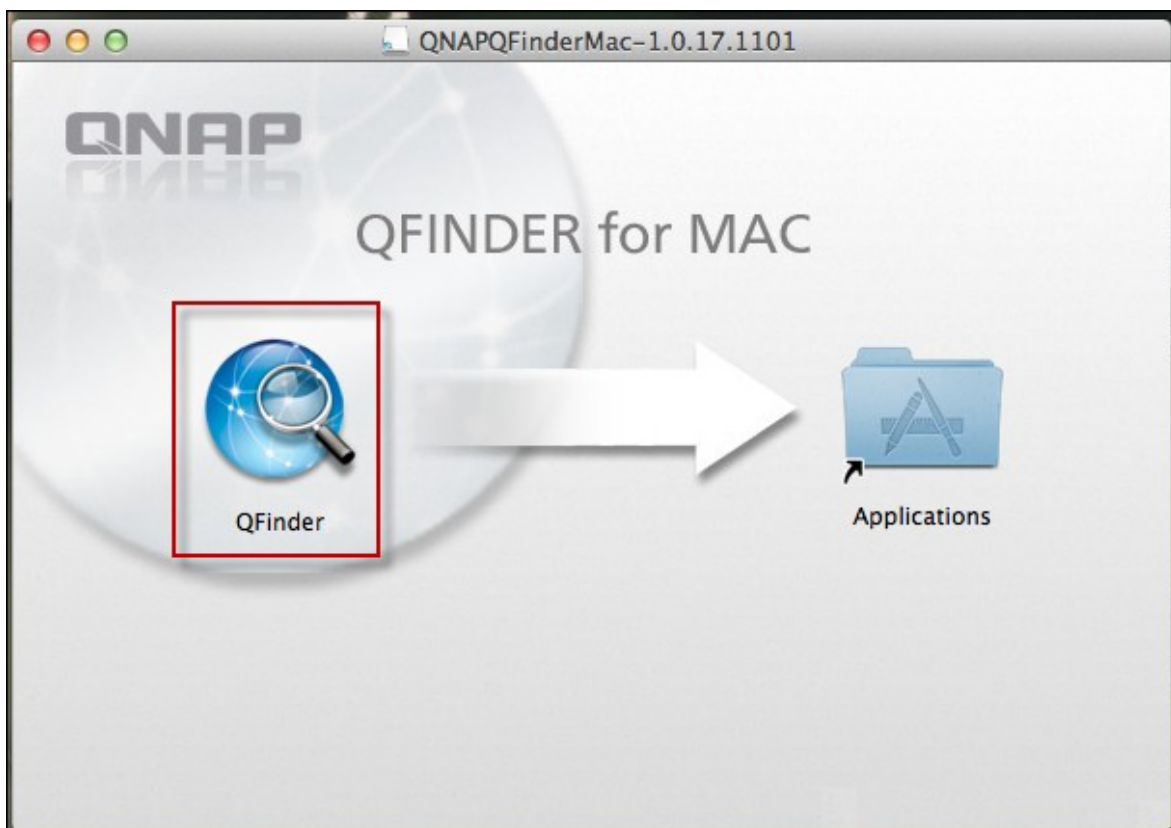 QNAPQFinderMac-1.0.17.1101
QNAP
QFINDER for MAC
QFinder
Applications